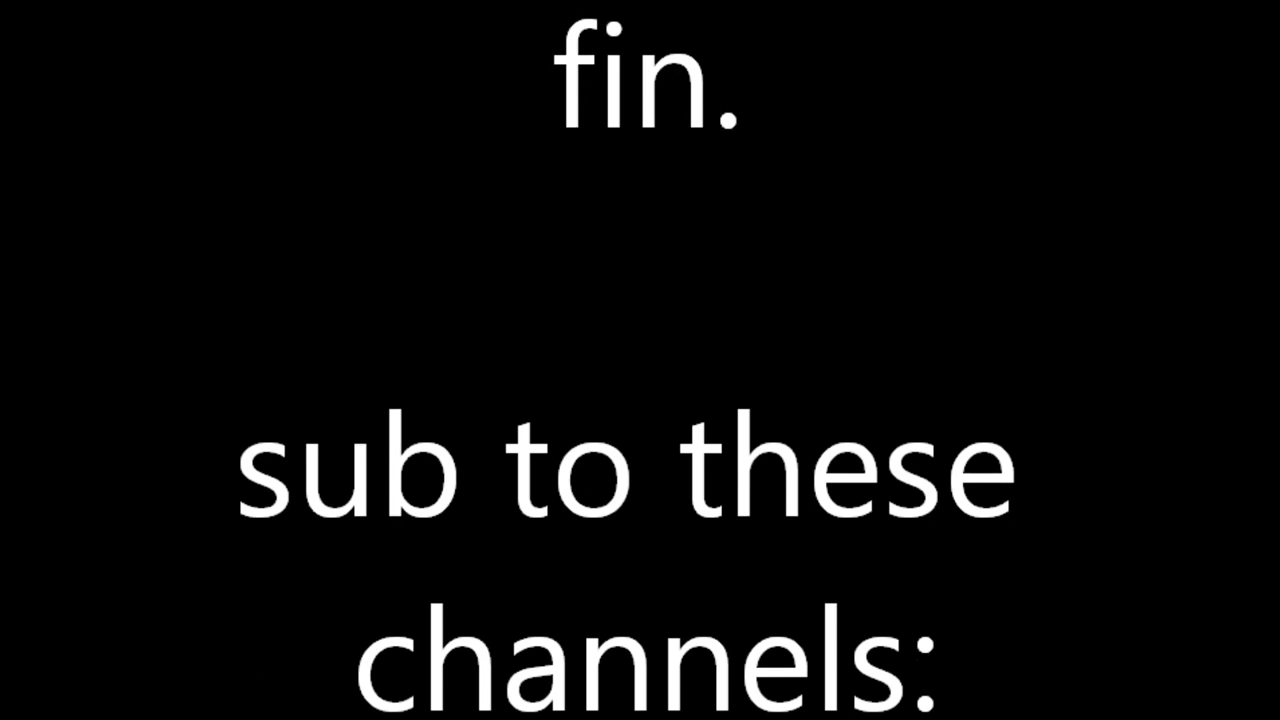 fin.
sub to these
channels: